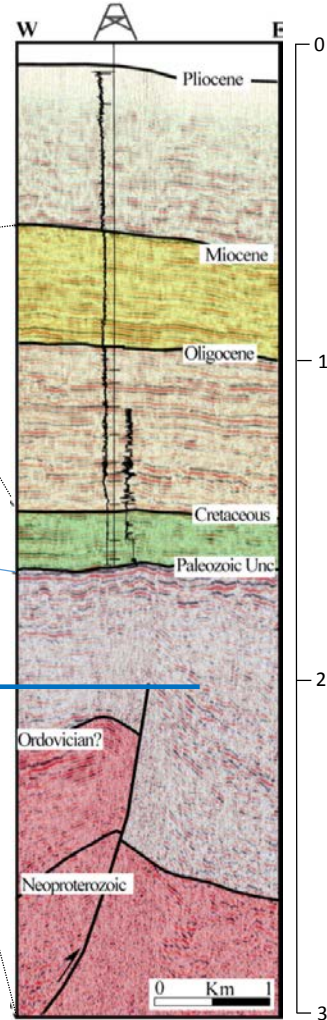 W
E
0
Pliocene
Miocene
1
Oligocene
Cretaceous
Paleozoic Unc.
2
Ordovician?
Neoproterozoic
0 Km 1
3